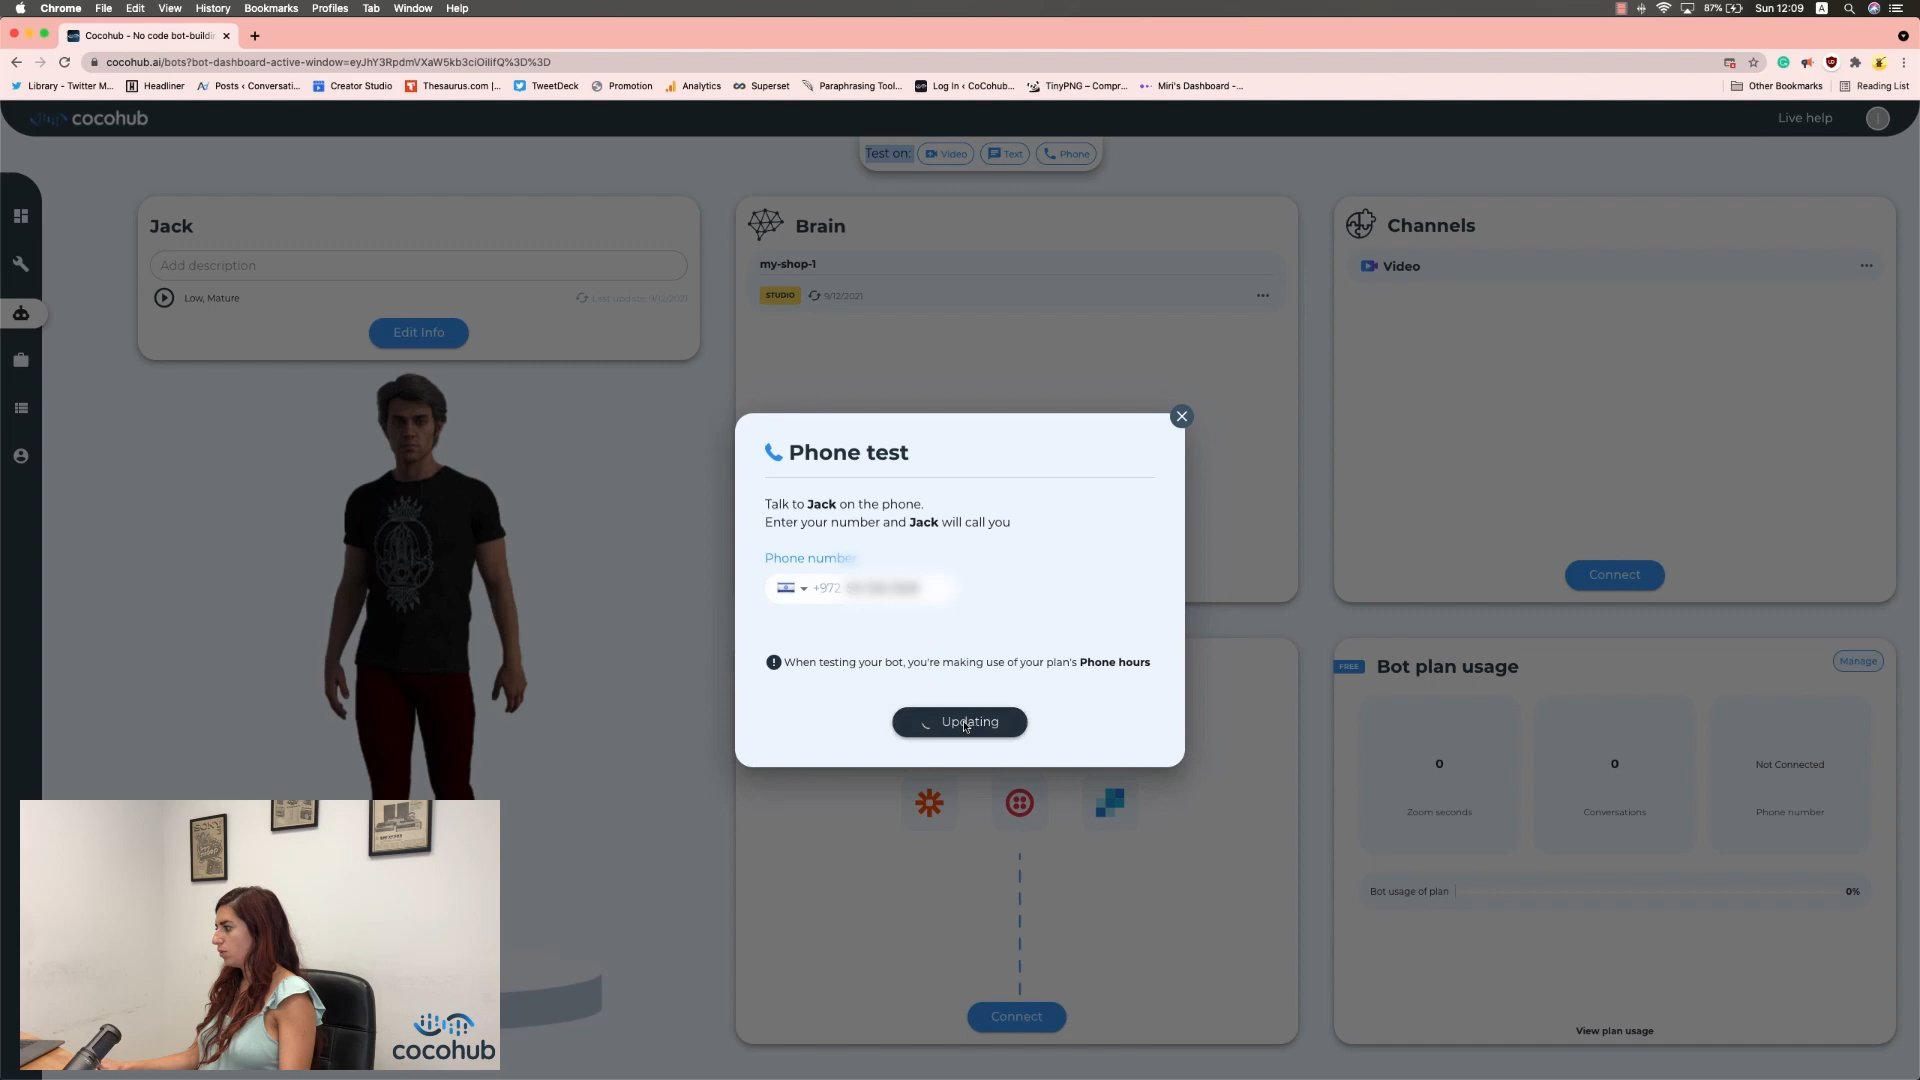 Chrome File Edit View History Bookmarks Profiles Tab Window Help
87% Sun 12:09 A
Cocohub - No code bot-buildin
cocohub.ai/bots?bot-dashboard-active-window=eyJhY3RpdmVXaW5kb3ciOiIifQ%3D%3D
Library - Twitter M... Headliner Posts ‹ Conversati... Creator Studio Thesaurus.com |... TweetDeck Promotion Analytics Superset Paraphrasing Tool... Log In ‹ CoCohub... TinyPNG – Compr... Miri's Dashboard -... Other Bookmarks Reading List
cocohub Live help
Test on: Video Text Phone
Jack
Add description
Low, Mature Last update: 9/12/2021
Edit Info
Brain
my-shop-1
STUDIO 9/12/2021
Channels
Video
Connect
Phone test
Talk to Jack on the phone.
Enter your number and Jack will call you
Phone number
+972
When testing your bot, you're making use of your plan's Phone hours
Updating
Connect
FREE Bot plan usage Manage
0 0 Not Connected
Zoom seconds Conversations Phone number
Bot usage of plan 0%
View plan usage
SONY
cocohub